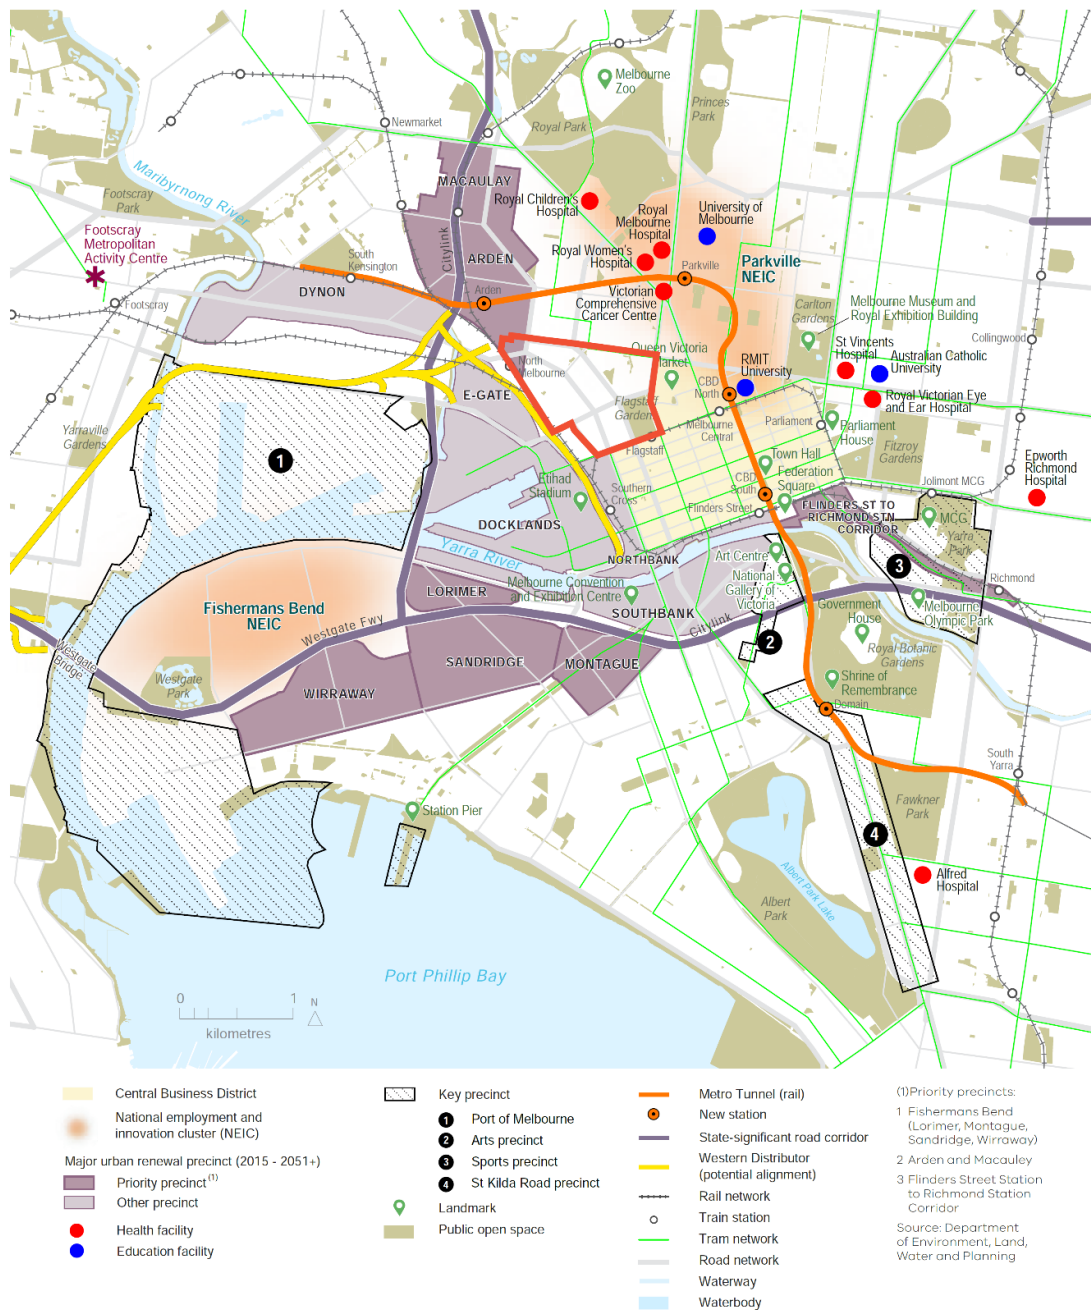 Melbourne
Zoo
Princes
Park
Royal Park
Newmarket
Maribyrnong River
MACAULAY
Footscray
Park
Royal Children's
Hospital
Royal
Melbourne
Hospital
University of
Melbourne
Footscray
Metropolitan
Activity Centre
Citylink
ARDEN
Royal Women's
Hospital
Parkville
Parkville
NEIC
South
Kensington
DYNON
Arden
Victorian
Comprehensive
Cancer Centre
Carlton
Gardens
Melbourne Museum and
Royal Exhibition Building
Footscray
Collingwood
St Vincents
Hospital
Australian Catholic
University
Queen Victoria
Market
North
Melbourne
RMIT
University
CBD
North
E-GATE
Flagstaff
Gardens
Royal Victorian Eye
and Ear Hospital
Yarraville
Gardens
Melbourne
Central
Parliament
Parliament
House
Flagstaff
Fitzroy
Gardens
1
Town Hall
Epworth
Richmond
Hospital
Etihad
Stadium
Southern
Cross
CBD
South
Federation
Square
Jolimont MCG
Flinders Street
FLINDERS ST TO
RICHMOND STN
CORRIDOR
MCG
Yarra
Park
DOCKLANDS
Yarra River
NORTHBANK
Art Centre
3
Richmond
LORIMER
Melbourne Convention
and Exhibition Centre
National
Gallery of
Victoria
Fishermans Bend
NEIC
SOUTHBANK
Citylink
Government
House
Melbourne
Olympic Park
Westgate Fwy
2
Royal Botanic
Gardens
Westgate
Bridge
Westgate
Park
SANDRIDGE
MONTAGUE
WIRRAWAY
Shrine of
Remembrance
Domain
South
Yarra
Station Pier
Fawkner
Park
4
Alfred
Hospital
Albert Park Lake
Albert
Park
Port Phillip Bay
0 1 N
kilometres
Central Business District
National employment and
innovation cluster (NEIC)
Major urban renewal precinct (2015 - 2051+)
Priority precinct (1)
Other precinct
Health facility
Education facility
Key precinct
1 Port of Melbourne
2 Arts precinct
3 Sports precinct
4 St Kilda Road precinct
Landmark
Public open space
Metro Tunnel (rail)
New station
State-significant road corridor
Western Distributor
(potential alignment)
Rail network
Train station
Tram network
Road network
Waterway
Waterbody
(1)Priority precincts:
1 Fishermans Bend
(Lorimer, Montague,
Sandridge, Wirraway)
2 Arden and Macauley
3 Flinders Street Station
to Richmond Station
Corridor
Source: Department
of Environment, Land,
Water and Planning